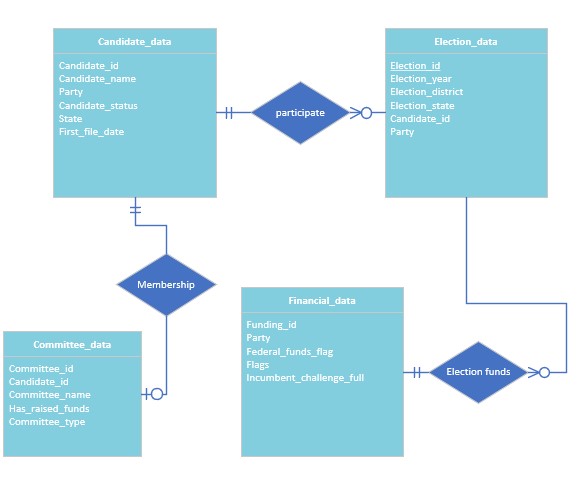 Candidate_data
Candidate_id
Candidate_name
Party
Candidate_status
State
First_file_date
participate
Election_data
Election_id
Election_year
Election_district
Election_state
Candidate_id
Party
Membership
Committee_data
Committee_id
Candidate_id
Committee_name
Has_raised_funds
Committee_type
Financial_data
Funding_id
Party
Federal_funds_flag
Flags
Incumbent_challenge_full
Election funds